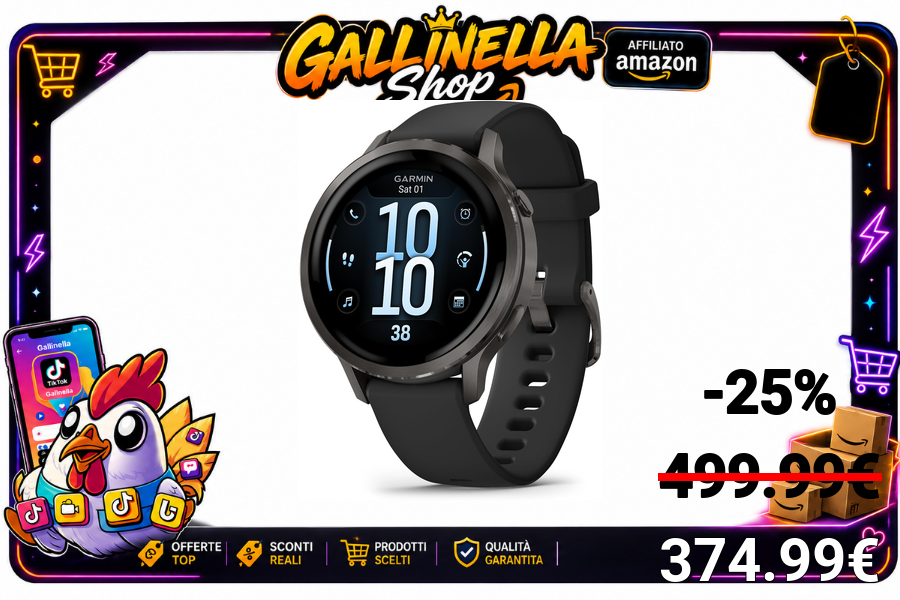 GALLINELLA
Shop
AFFILIATO
amazon
GARMIN
Sat 01
10
10
38
Gallinella
TikTok
Gallinella
-25%
499.99€
374.99€
OFFERTE
TOP
SCONTI
REALI
PRODOTTI
SCELTI
QUALITÀ
GARANTITA